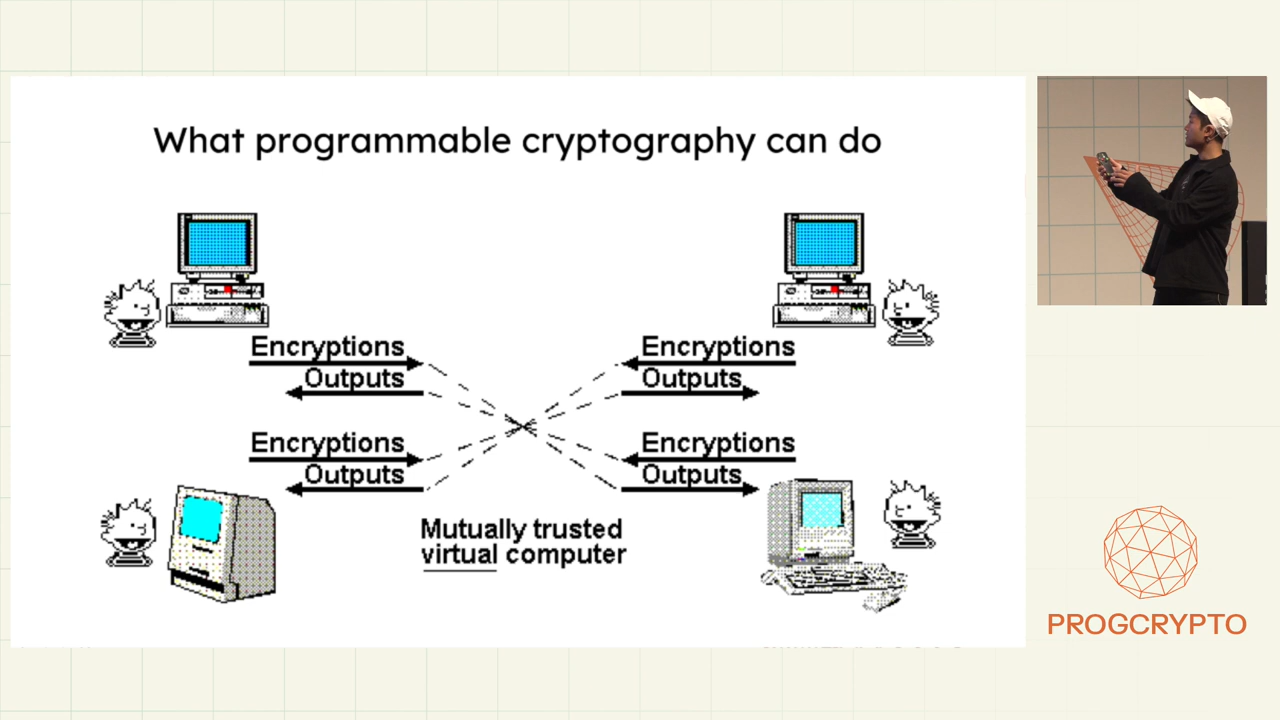 What programmable cryptography can do
Encryptions
Outputs
Encryptions
Outputs
Encryptions
Outputs
Encryptions
Outputs
Mutually trusted
virtual computer
PROGCRYPTO